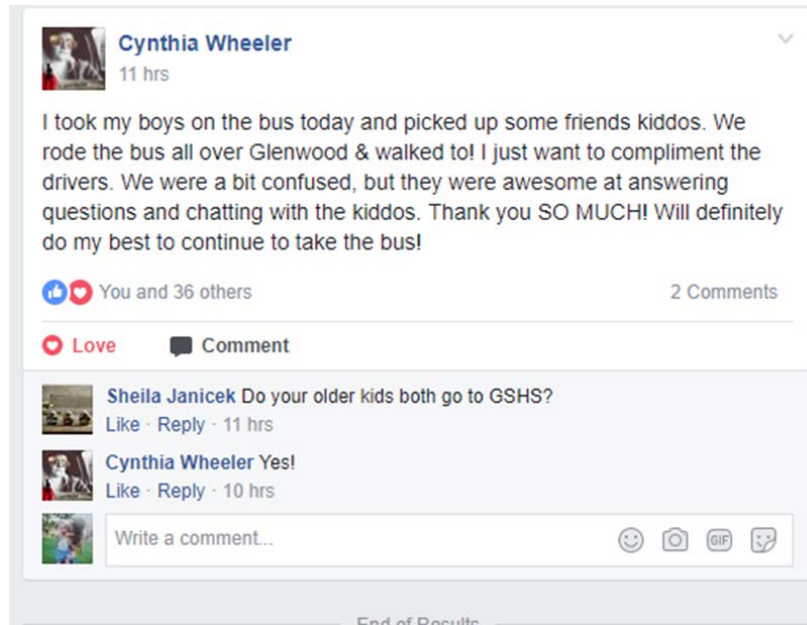 Cynthia Wheeler
11 hrs
I took my boys on the bus today and picked up some friends kiddos. We
rode the bus all over Glenwood & walked to! I just want to compliment the
drivers. We were a bit confused, but they were awesome at answering
questions and chatting with the kiddos. Thank you SO MUCH! Will definitely
do my best to continue to take the bus!
You and 36 others 2 Comments
Love Comment
Sheila Janicek Do your older kids both go to GSHS?
Like · Reply · 11 hrs
Cynthia Wheeler Yes!
Like · Reply · 10 hrs
Write a comment... GIF
End of Results